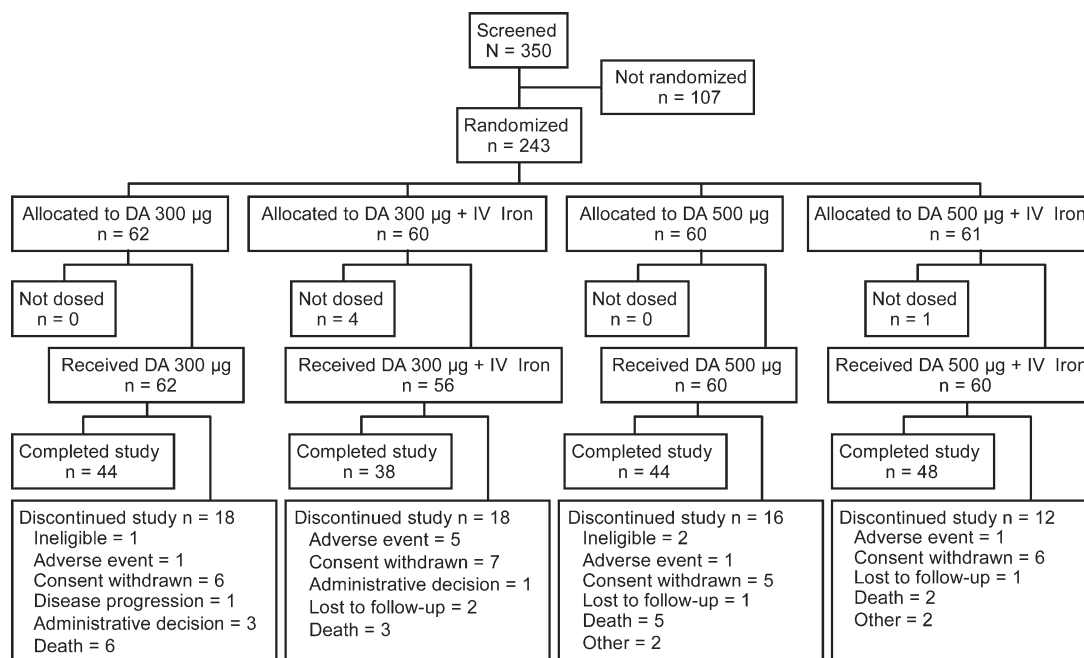 Screened
N = 350
Not randomized
n = 107
Randomized
n = 243
Allocated to DA 300 µg
n = 62
Allocated to DA 300 µg + IV Iron
n = 60
Allocated to DA 500 µg
n = 60
Allocated to DA 500 µg + IV Iron
n = 61
Not dosed
n = 0
Not dosed
n = 4
Not dosed
n = 0
Not dosed
n = 1
Received DA 300 µg
n = 62
Received DA 300 µg + IV Iron
n = 56
Received DA 500 µg
n = 60
Received DA 500 µg + IV Iron
n = 60
Completed study
n = 44
Completed study
n = 38
Completed study
n = 44
Completed study
n = 48
Discontinued study n = 18
Ineligible = 1
Adverse event = 1
Consent withdrawn = 6
Disease progression = 1
Administrative decision = 3
Death = 6
Discontinued study n = 18
Adverse event = 5
Consent withdrawn = 7
Administrative decision = 1
Lost to follow-up = 2
Death = 3
Discontinued study n = 16
Ineligible = 2
Adverse event = 1
Consent withdrawn = 5
Lost to follow-up = 1
Death = 5
Other = 2
Discontinued study n = 12
Adverse event = 1
Consent withdrawn = 6
Lost to follow-up = 1
Death = 2
Other = 2